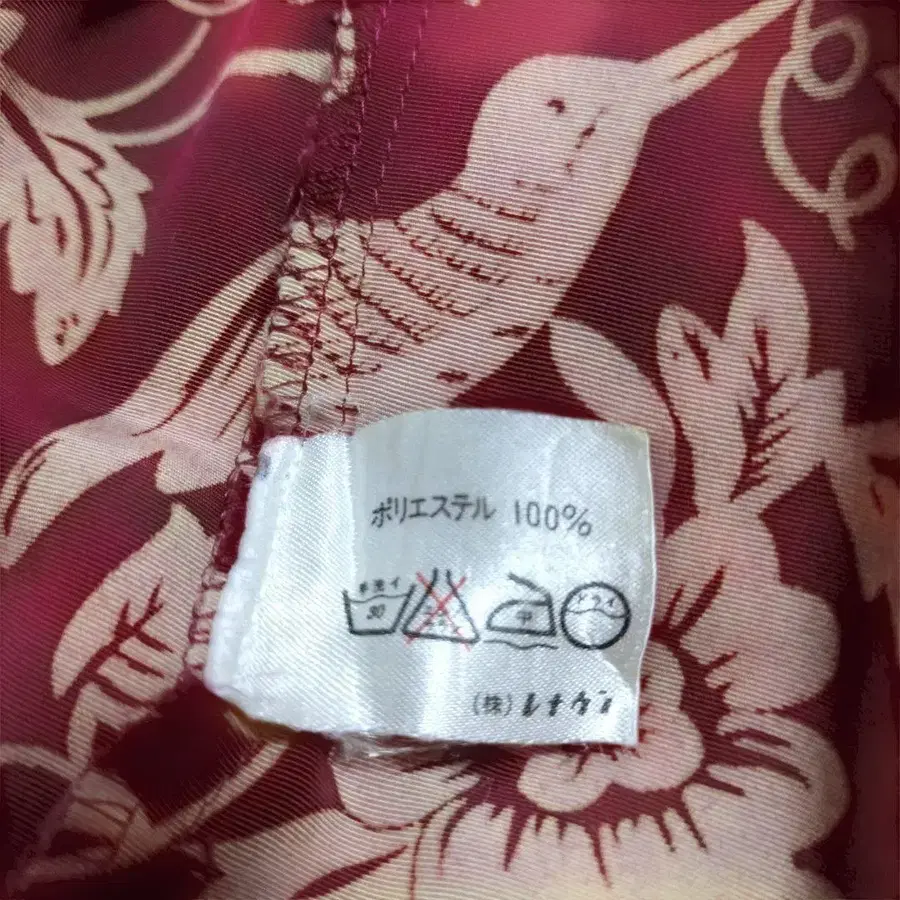 ポリエステル 100%
手洗イ 30 中 ドライ
(株) レナウン